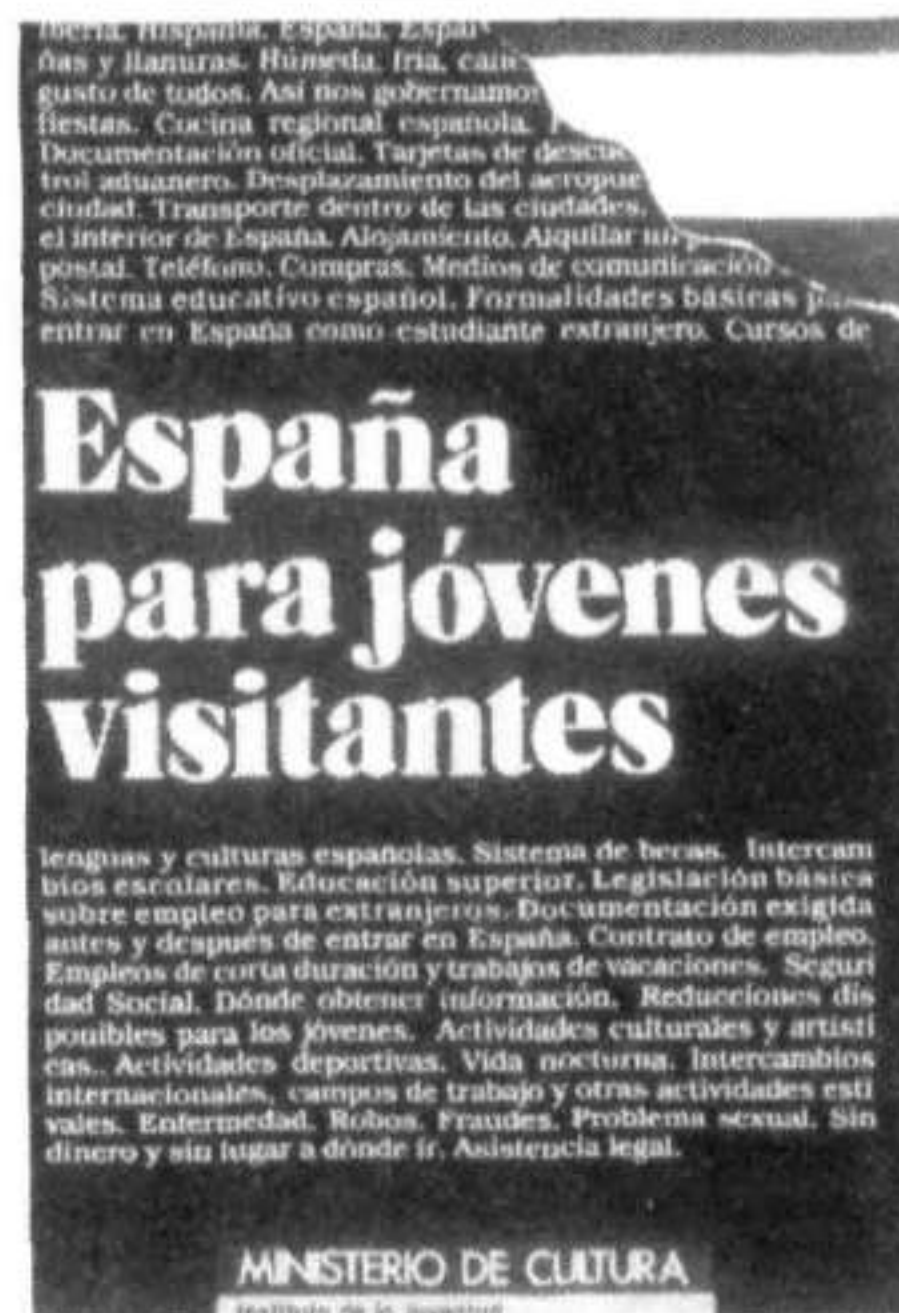 Iberia. Hispania. España.
ñas y llanuras. Húmeda, fría,
gusto de todos. Así nos gobernamos
fiestas. Cocina regional española.
Documentación oficial. Tarjetas de
trol aduanero. Desplazamiento del
ciudad. Transporte dentro de las ciudades.
el interior de España. Alojamiento. Alquilar un
postal. Teléfono. Compras. Medios de comunicación
Sistema educativo español. Formalidades básicas
entrar en España como estudiante extranjero. Cursos de
España
para jóvenes
visitantes
lenguas y culturas españolas. Sistema de becas. Intercam
bios escolares. Educación superior. Legislación básica
sobre empleo para extranjeros. Documentación exigida
antes y después de entrar en España. Contrato de empleo.
Empleos de corta duración y trabajos de vacaciones. Seguri
dad Social. Dónde obtener información. Reducciones dis
ponibles para los jóvenes. Actividades culturales y artísti
cas. Actividades deportivas. Vida nocturna. Intercambios
internacionales, campos de trabajo y otras actividades esti
vales. Enfermedad. Robos. Fraudes. Problema sexual. Sin
dinero y sin lugar a dónde ir. Asistencia legal.
MINISTERIO DE CULTURA
Instituto de la Juventud